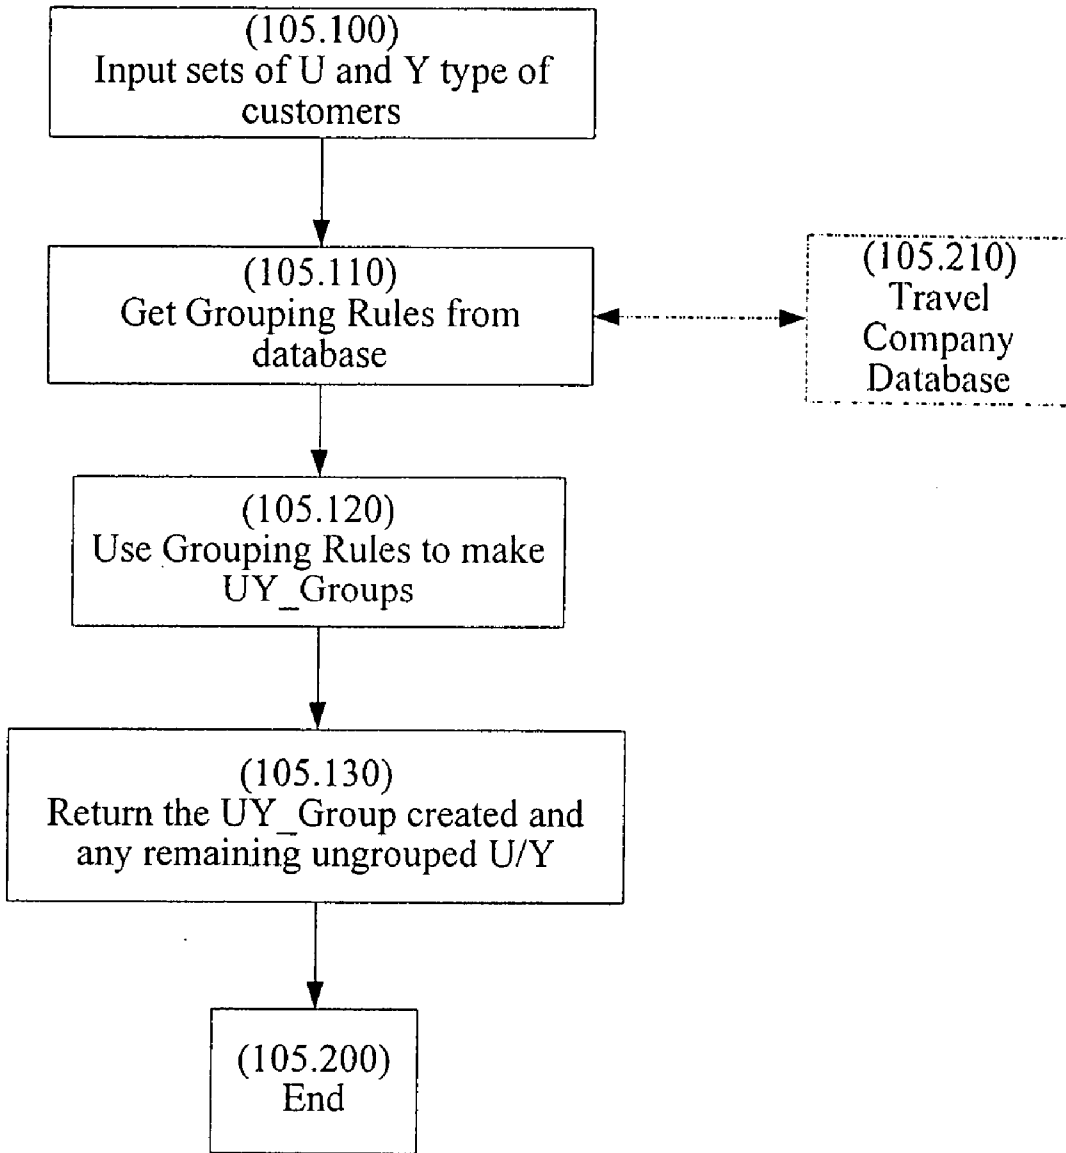 (105.100)
Input sets of U and Y type of
customers
(105.110)
Get Grouping Rules from
database
(105.210)
Travel
Company
Database
(105.120)
Use Grouping Rules to make
UY_Groups
(105.130)
Return the UY_Group created and
any remaining ungrouped U/Y
(105.200)
End